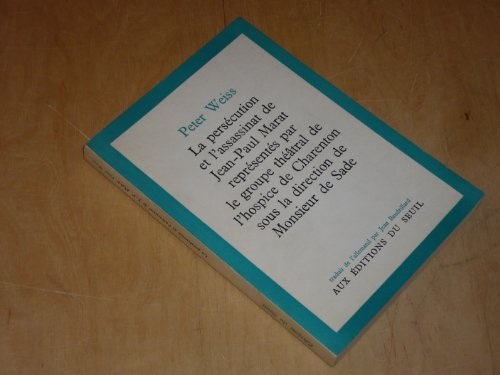 Peter Weiss
La persécution
et l'assassinat de
Jean-Paul Marat
représentés par
le groupe théâtral de
l'hospice de Charenton
sous la direction de
Monsieur de Sade
traduit de l'allemand par Jean Baudrillard
AUX ÉDITIONS DU SEUIL